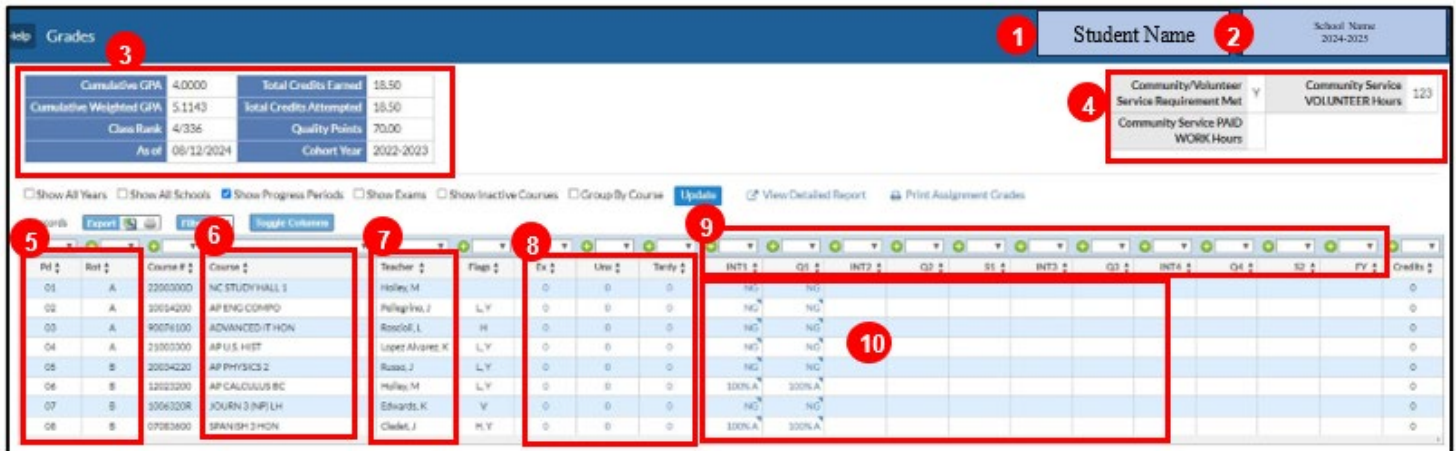 Help Grades 1 Student Name 2 School Name
2024-2025
3
Cumulative GPA 4.0000 Total Credits Earned 18.50
Cumulative Weighted GPA 5.1143 Total Credits Attempted 18.50
Class Rank 4/336 Quality Points 70.00
As of 08/12/2024 Cohort Year 2022-2023
4
Community/Volunteer Service Requirement Met Y Community Service VOLUNTEER Hours 123
Community Service PAID WORK Hours
Show All Years Show All Schools Show Progress Periods Show Exams Show Inactive Courses Group By Course Update View Detailed Report Print Assignment Grades
Export Toggle Columns
5 6 7 8 9
Pd Rot Course # Course Teacher Flags Ex Unx Tardy INT1 Q1 INT2 Q2 S1 INT3 Q3 INT4 Q4 S2 FY Credits
01 A 2200300D NC STUDY HALL 1 Holley, M 0 0 0 NG NG 0
02 A 10014200 AP ENG COMPO Pellegrino, J L,Y 0 0 0 NG NG 0
03 A 90076100 ADVANCED IT HON Roscioli, L H 0 0 0 NG NG 0
04 A 21003300 AP U.S. HIST Lopez Alvarez, K L,Y 0 0 0 NG NG 0
05 B 20034220 AP PHYSICS 2 Russo, J L,Y 0 0 0 NG NG 0
06 B 12023200 AP CALCULUS BC Holley, M L,Y 0 0 0 100% A 100% A 0
07 B 1006320R JOURN 3 (NP) LH Edwards, K V 0 0 0 NG NG 0
08 B 07083600 SPANISH 3 HON Cladet, J H,Y 0 0 0 100% A 100% A 0
10